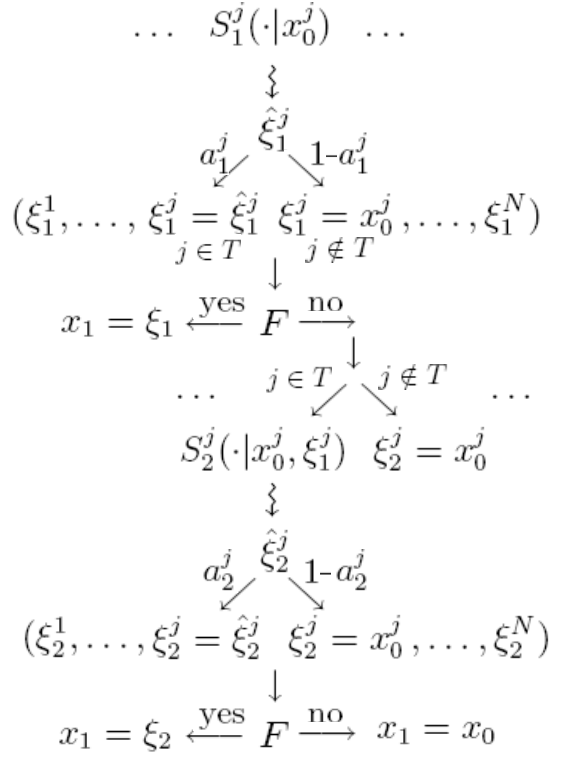 ... S_1^j(·|x_0^j) ...
ξ̂_1^j
a_1^j 1-a_1^j
(ξ_1^1, ..., ξ_1^j = ξ̂_1^j ξ_1^j = x_0^j, ..., ξ_1^N)
j ∈ T j ∉ T
x_1 = ξ_1 yes F no
j ∈ T j ∉ T
... ...
S_2^j(·|x_0^j, ξ_1^j) ξ_2^j = x_0^j
ξ̂_2^j
a_2^j 1-a_2^j
(ξ_2^1, ..., ξ_2^j = ξ̂_2^j ξ_2^j = x_0^j, ..., ξ_2^N)
x_1 = ξ_2 yes F no x_1 = x_0